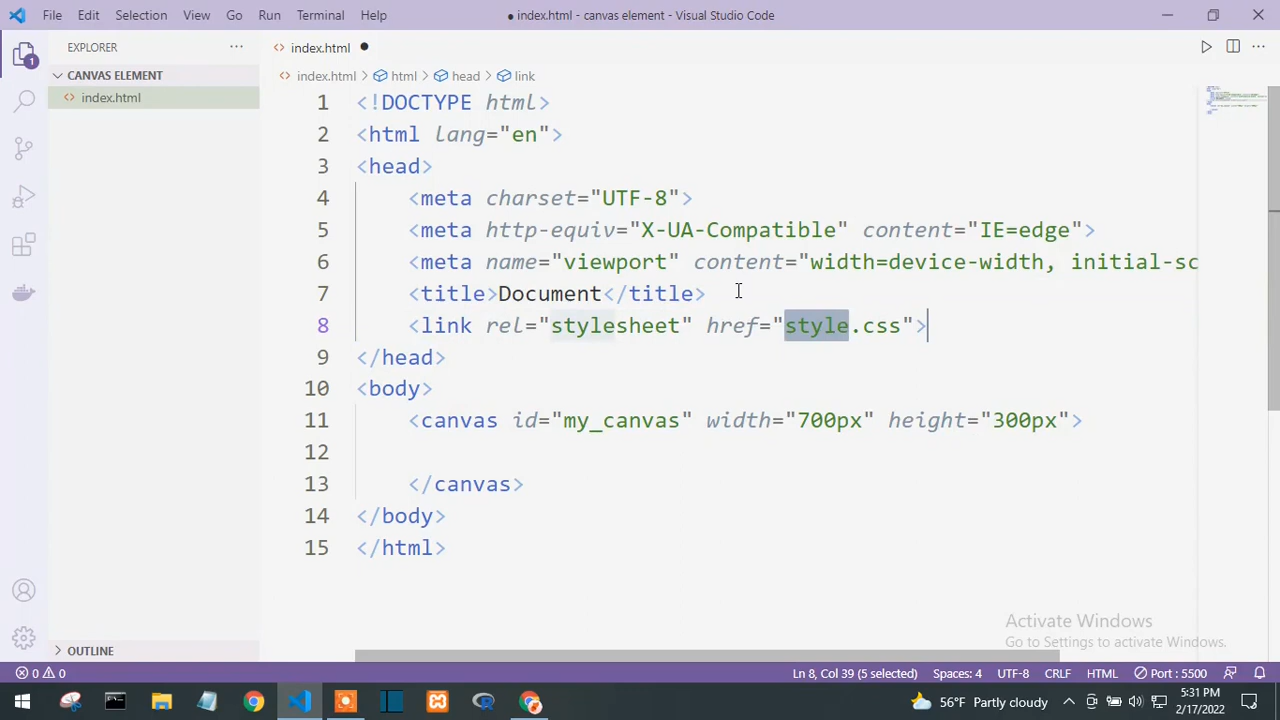 File Edit Selection View Go Run Terminal Help
● index.html - canvas element - Visual Studio Code
EXPLORER
index.html
CANVAS ELEMENT
index.html
index.html > html > head > link
1 <!DOCTYPE html>
2 <html lang="en">
3 <head>
4 <meta charset="UTF-8">
5 <meta http-equiv="X-UA-Compatible" content="IE=edge">
6 <meta name="viewport" content="width=device-width, initial-sc
7 <title>Document</title>
8 <link rel="stylesheet" href="style.css">
9 </head>
10 <body>
11 <canvas id="my_canvas" width="700px" height="300px">
12
13 </canvas>
14 </body>
15 </html>
1
Activate Windows
Go to Settings to activate Windows.
OUTLINE
0 0
Ln 8, Col 39 (5 selected) Spaces: 4 UTF-8 CRLF HTML Port : 5500
56°F Partly cloudy
5:31 PM
2/17/2022